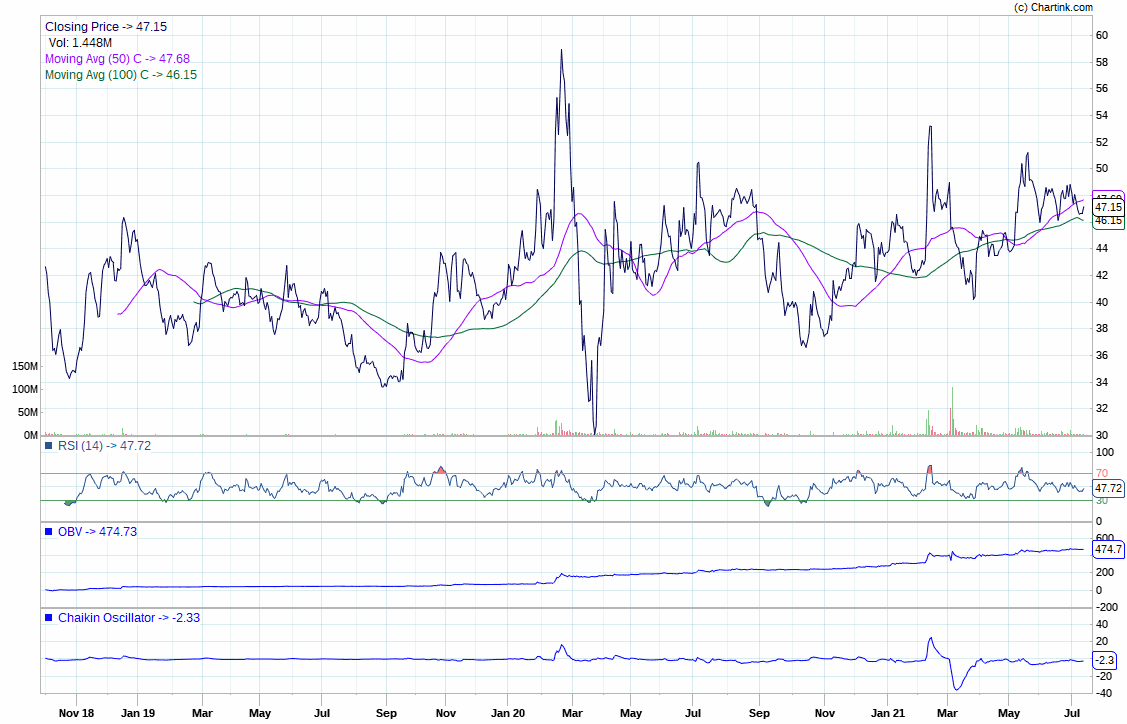 (c) Chartink.com
Closing Price -> 47.15
Vol: 1.448M
Moving Avg (50) C -> 47.68
Moving Avg (100) C -> 46.15
60
58
56
54
52
50
47.68
47.15
46.15
44
42
40
38
36
34
32
30
150M
100M
50M
0M
RSI (14) -> 47.72
100
70
47.72
30
0
OBV -> 474.73
600
474.7
200
0
-200
Chaikin Oscillator -> -2.33
40
20
-2.3
-20
-40
Nov 18 Jan 19 Mar May Jul Sep Nov Jan 20 Mar May Jul Sep Nov Jan 21 Mar May Jul